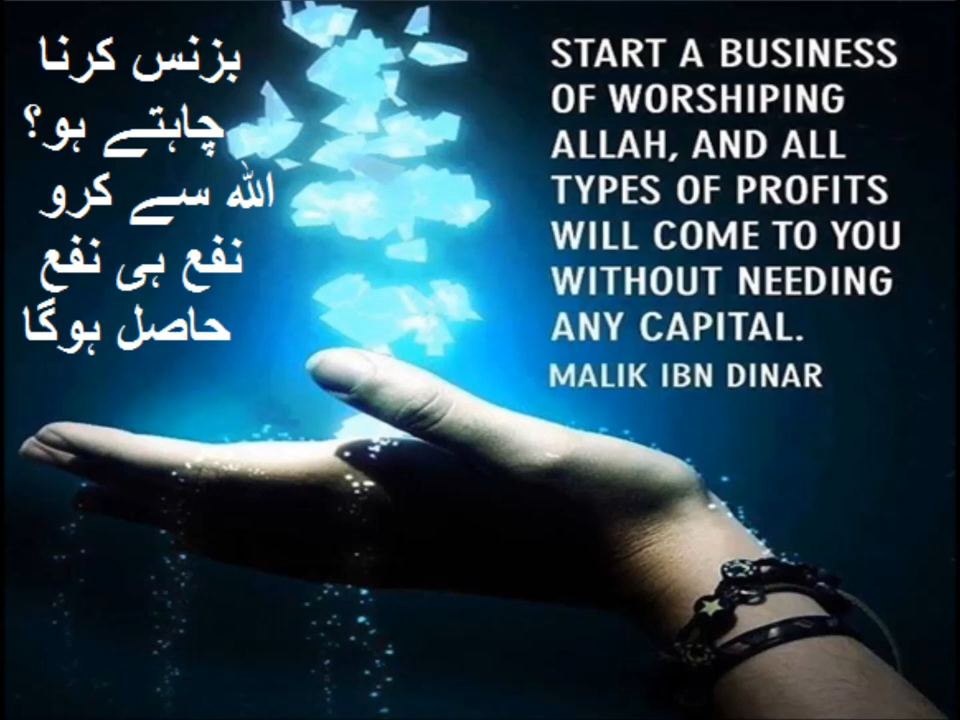 بزنس کرنا
چاہتے ہو؟
الله سے کرو
نفع ہی نفع
حاصل ہوگا
START A BUSINESS
OF WORSHIPING
ALLAH, AND ALL
TYPES OF PROFITS
WILL COME TO YOU
WITHOUT NEEDING
ANY CAPITAL.
MALIK IBN DINAR